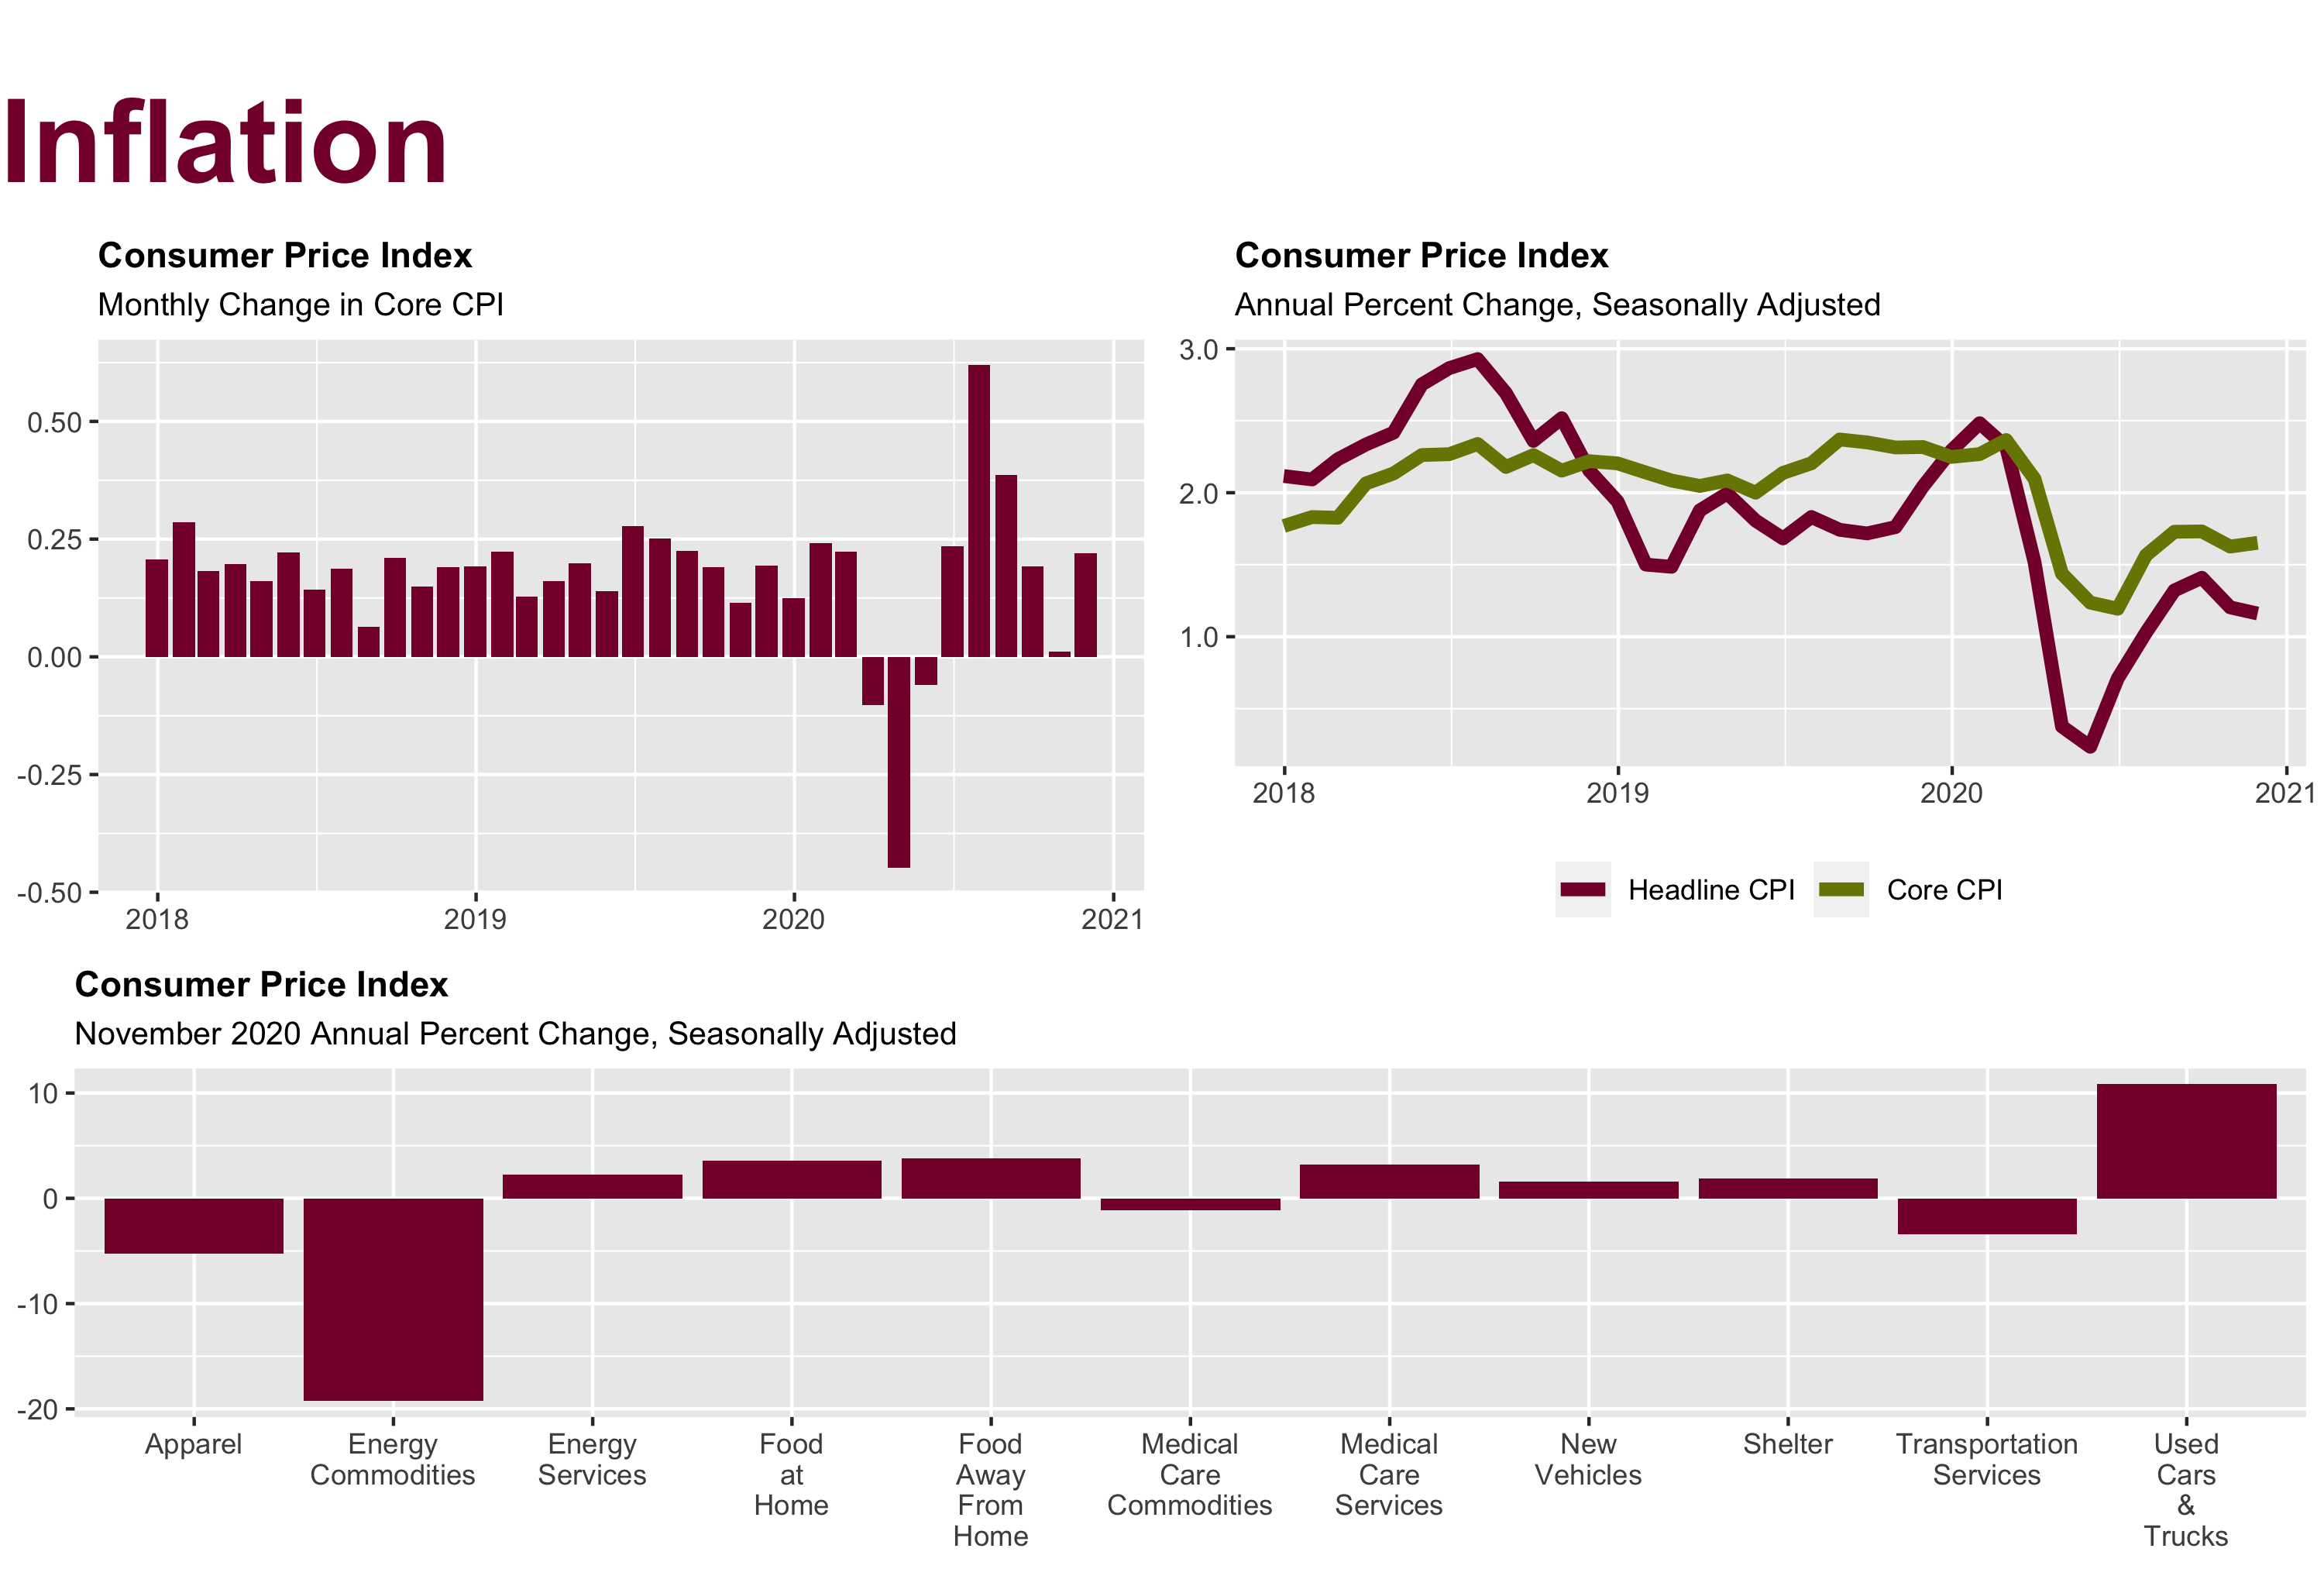 Inflation
Consumer Price Index
Monthly Change in Core CPI
0.50
0.25
0.00
-0.25
-0.50
2018 2019 2020 2021
Consumer Price Index
Annual Percent Change, Seasonally Adjusted
3.0
2.0
1.0
2018 2019 2020 2021
Headline CPI Core CPI
Consumer Price Index
November 2020 Annual Percent Change, Seasonally Adjusted
10
0
-10
-20
Apparel
Energy
Commodities
Energy
Services
Food
at
Home
Food
Away
From
Home
Medical
Care
Commodities
Medical
Care
Services
New
Vehicles
Shelter
Transportation
Services
Used
Cars
&
Trucks